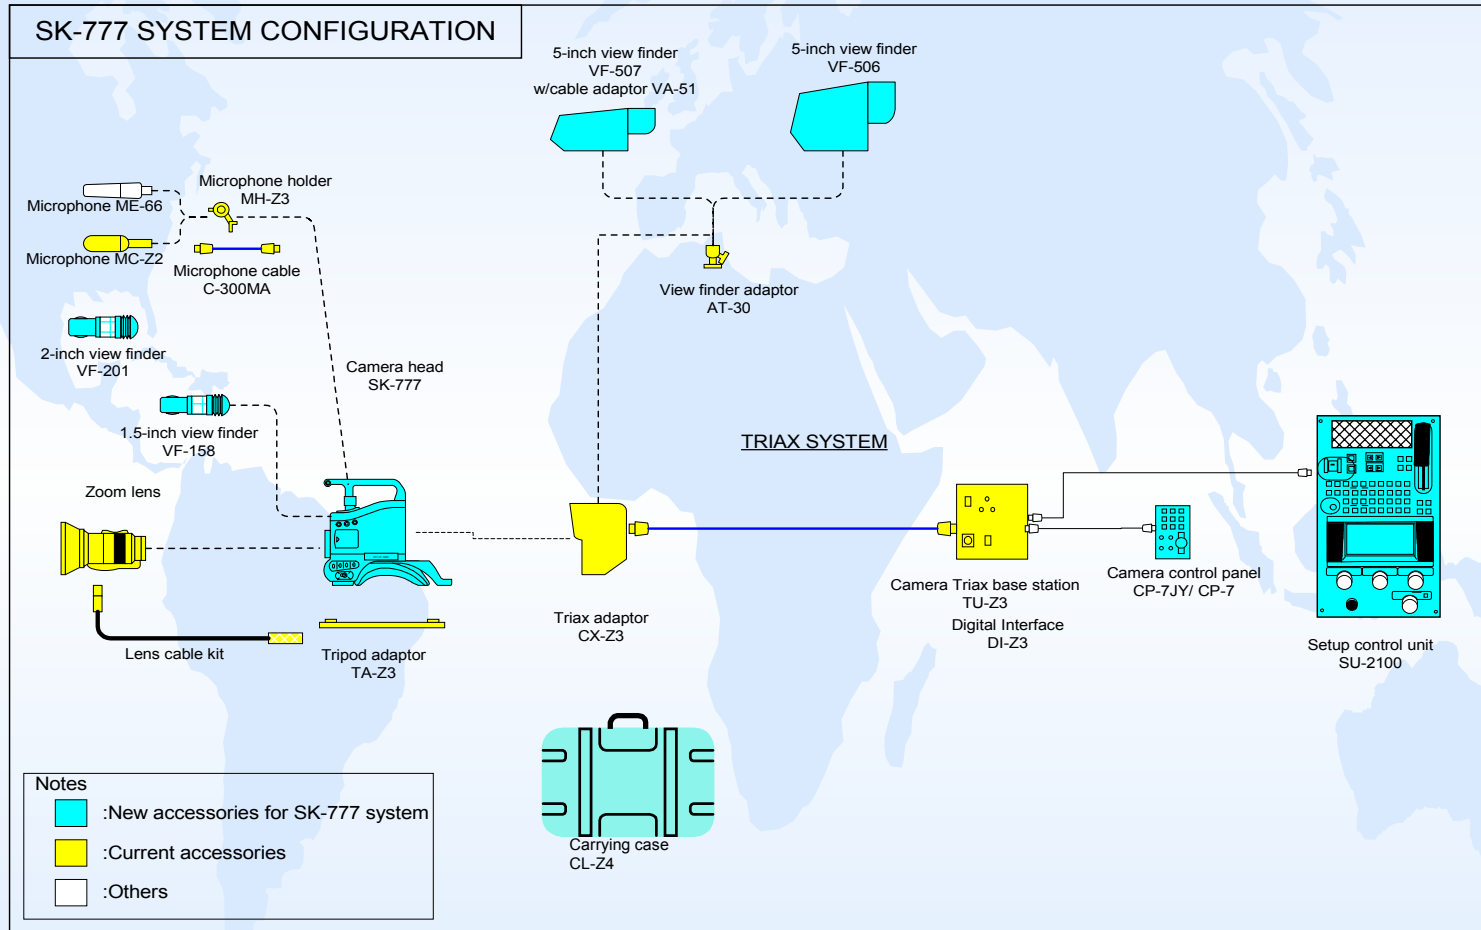 SK-777 SYSTEM CONFIGURATION
5-inch view finder
VF-507
w/cable adaptor VA-51
5-inch view finder
VF-506
Microphone holder
MH-Z3
Microphone ME-66
Microphone MC-Z2
Microphone cable
C-300MA
View finder adaptor
AT-30
2-inch view finder
VF-201
Camera head
SK-777
1.5-inch view finder
VF-158
TRIAX SYSTEM
Zoom lens
Lens cable kit
Tripod adaptor
TA-Z3
Triax adaptor
CX-Z3
Camera Triax base station
TU-Z3
Digital Interface
DI-Z3
Camera control panel
CP-7JY/ CP-7
Setup control unit
SU-2100
Carrying case
CL-Z4
Notes
:New accessories for SK-777 system
:Current accessories
:Others